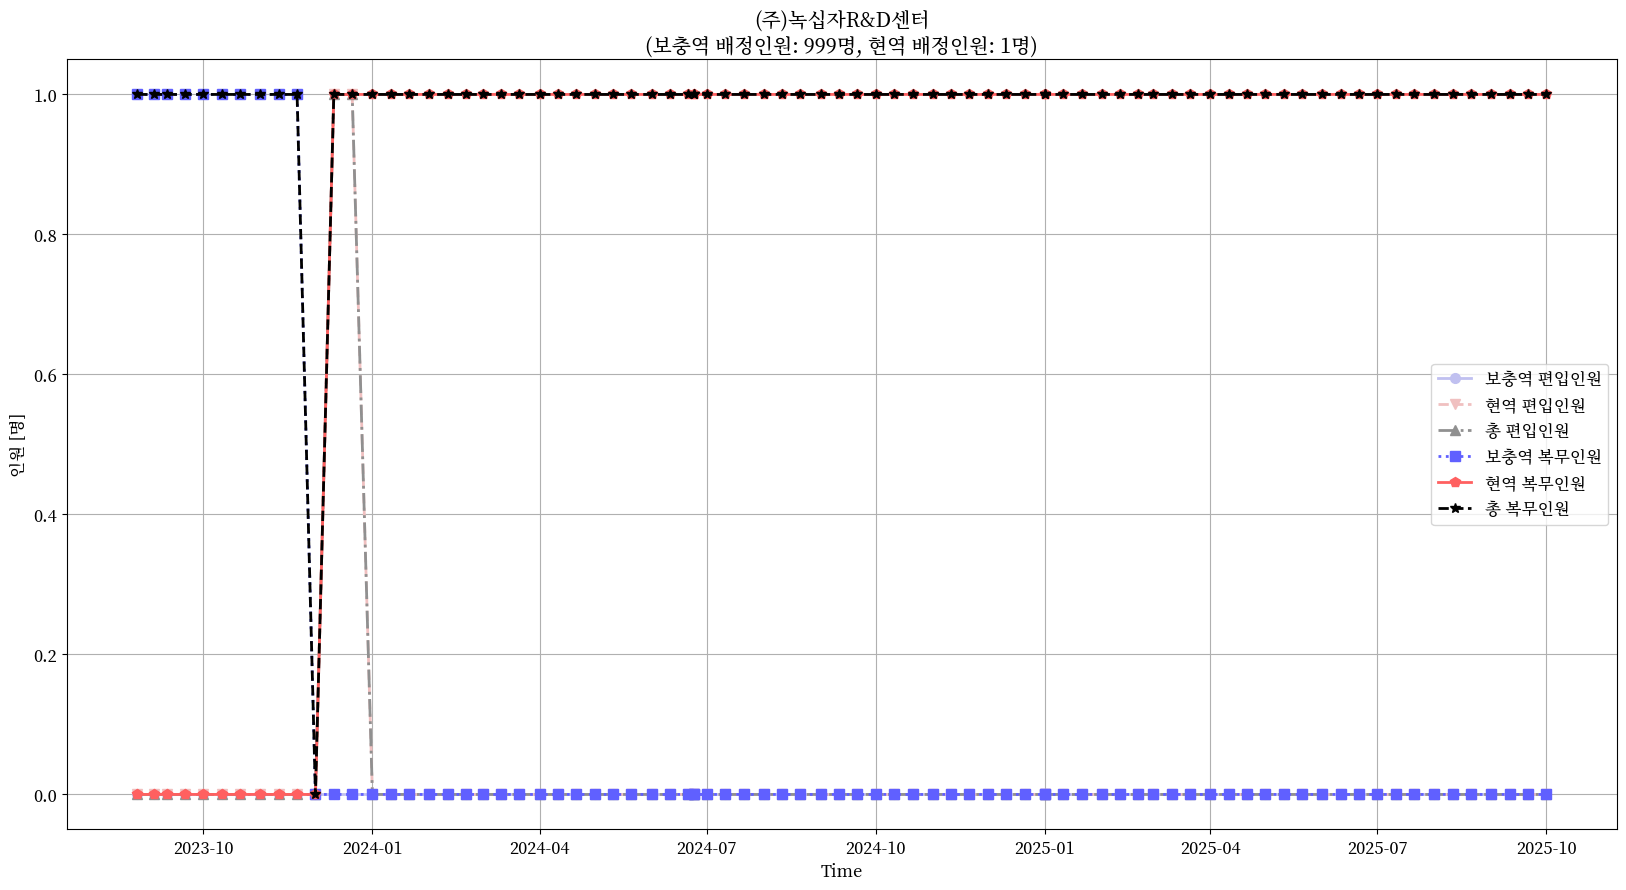 (주)녹십자R&D센터
(보충역 배정인원: 999명, 현역 배정인원: 1명)
1.0
0.8
0.6
0.4
0.2
0.0
인원 [명]
보충역 편입인원
현역 편입인원
총 편입인원
보충역 복무인원
현역 복무인원
총 복무인원
2023-10
2024-01
2024-04
2024-07
2024-10
2025-01
2025-04
2025-07
2025-10
Time